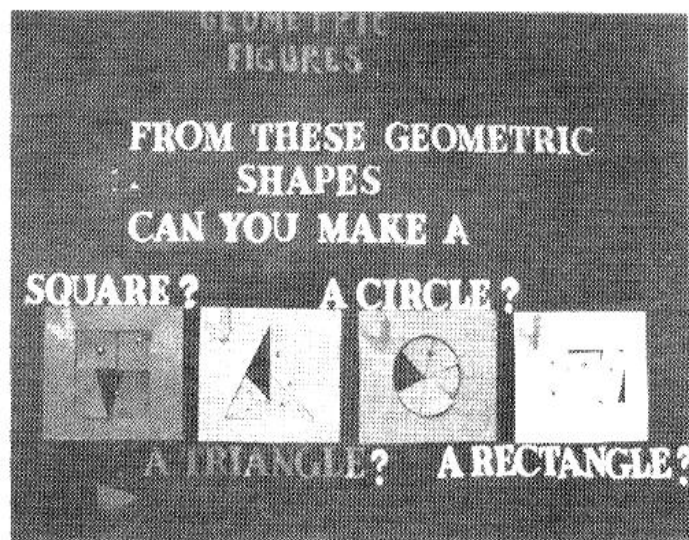 GEOMETRIC
FIGURES
FROM THESE GEOMETRIC
SHAPES
CAN YOU MAKE A
SQUARE? A CIRCLE?
A TRIANGLE? A RECTANGLE?